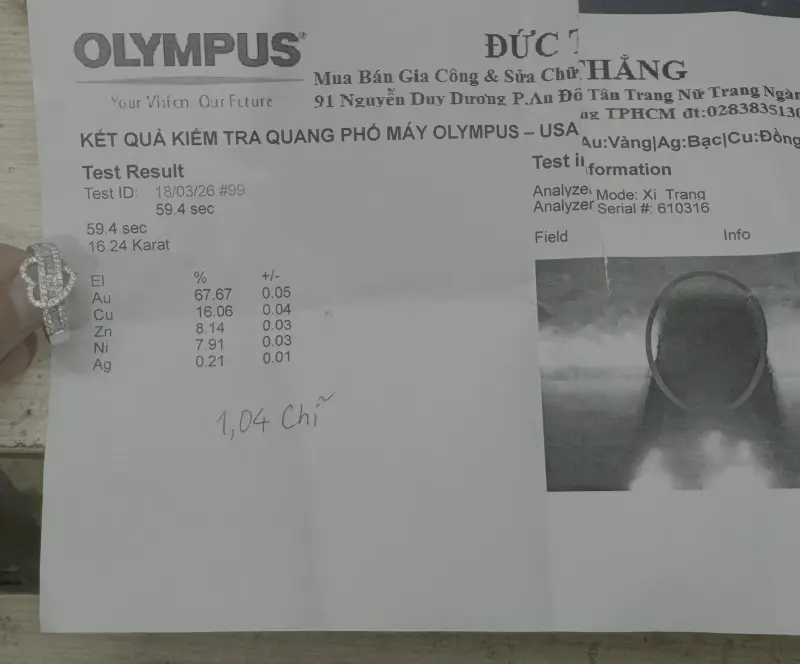 OLYMPUS®
Your Vision, Our Future
ĐỨC THẮNG
Mua Bán Gia Công & Sửa Chữ
Tân Trang Nữ Trang
91 Nguyễn Duy Dương P.An Đô
TPHCM đt:028383513
KẾT QUẢ KIỂM TRA QUANG PHỔ MÁY OLYMPUS – USA
Au:Vàng|Ag:Bạc|Cu:Đồng
Test Result
Test ID: 18/03/26 #99
59.4 sec
59.4 sec
16.24 Karat
El % +/-
Au 67.67 0.05
Cu 16.06 0.04
Zn 8.14 0.03
Ni 7.91 0.03
Ag 0.21 0.01
1,04 Chỉ
Test information
Analyze Mode: Xi Trang
Analyzer Serial #: 610316
Field Info